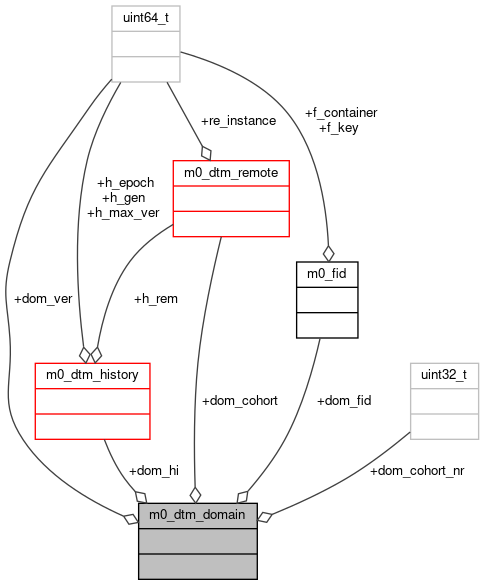 uint64_t
+f_container
+f_key
+re_instance
m0_dtm_remote
+h_epoch
+h_gen
+h_max_ver
m0_fid
+dom_ver
+h_rem
m0_dtm_history
uint32_t
+dom_cohort
+dom_fid
+dom_hi
+dom_cohort_nr
m0_dtm_domain